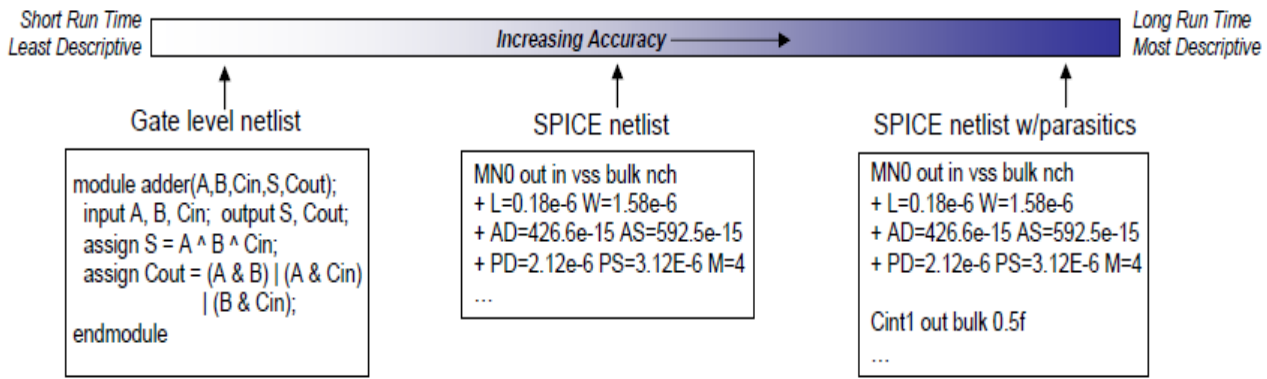 Short Run Time
Least Descriptive
Increasing Accuracy
Long Run Time
Most Descriptive
Gate level netlist
module adder(A,B,Cin,S,Cout);
input A, B, Cin; output S, Cout;
assign S = A ^ B ^ Cin;
assign Cout = (A & B) | (A & Cin)
| (B & Cin);
endmodule
SPICE netlist
MN0 out in vss bulk nch
+ L=0.18e-6 W=1.58e-6
+ AD=426.6e-15 AS=592.5e-15
+ PD=2.12e-6 PS=3.12E-6 M=4
...
SPICE netlist w/parasitics
MN0 out in vss bulk nch
+ L=0.18e-6 W=1.58e-6
+ AD=426.6e-15 AS=592.5e-15
+ PD=2.12e-6 PS=3.12E-6 M=4
Cint1 out bulk 0.5f
...